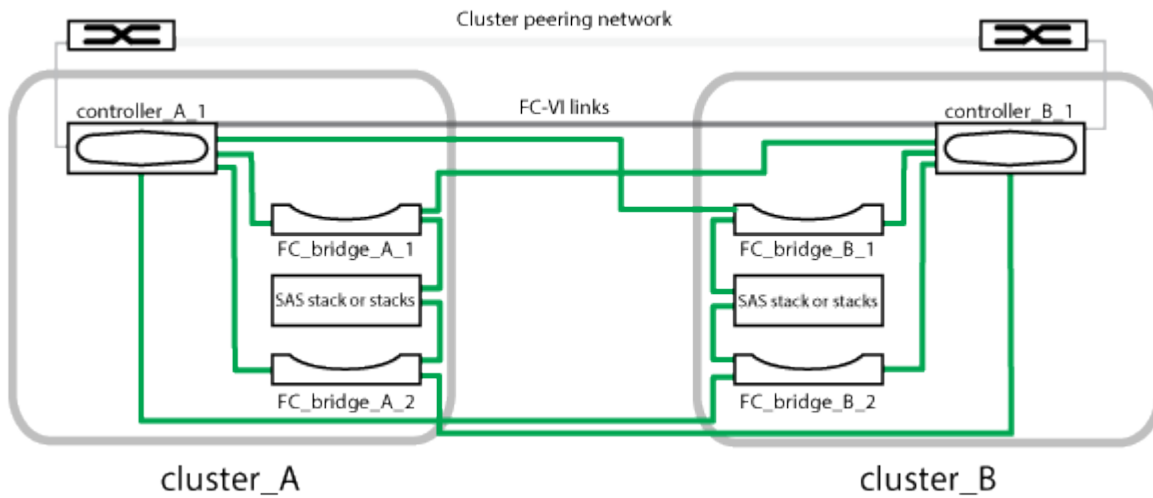 Cluster peering network
controller_A_1
FC-VI links
controller_B_1
FC_bridge_A_1
FC_bridge_B_1
SAS stack or stacks
SAS stack or stacks
FC_bridge_A_2
FC_bridge_B_2
cluster_A
cluster_B